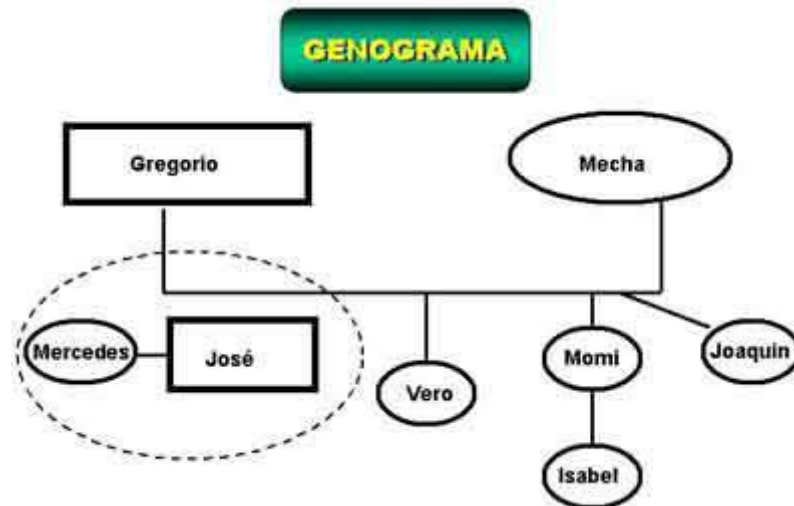 GENOGRAMA
Gregorio
Mecha
Mercedes
José
Vero
Momi
Joaquin
Isabel